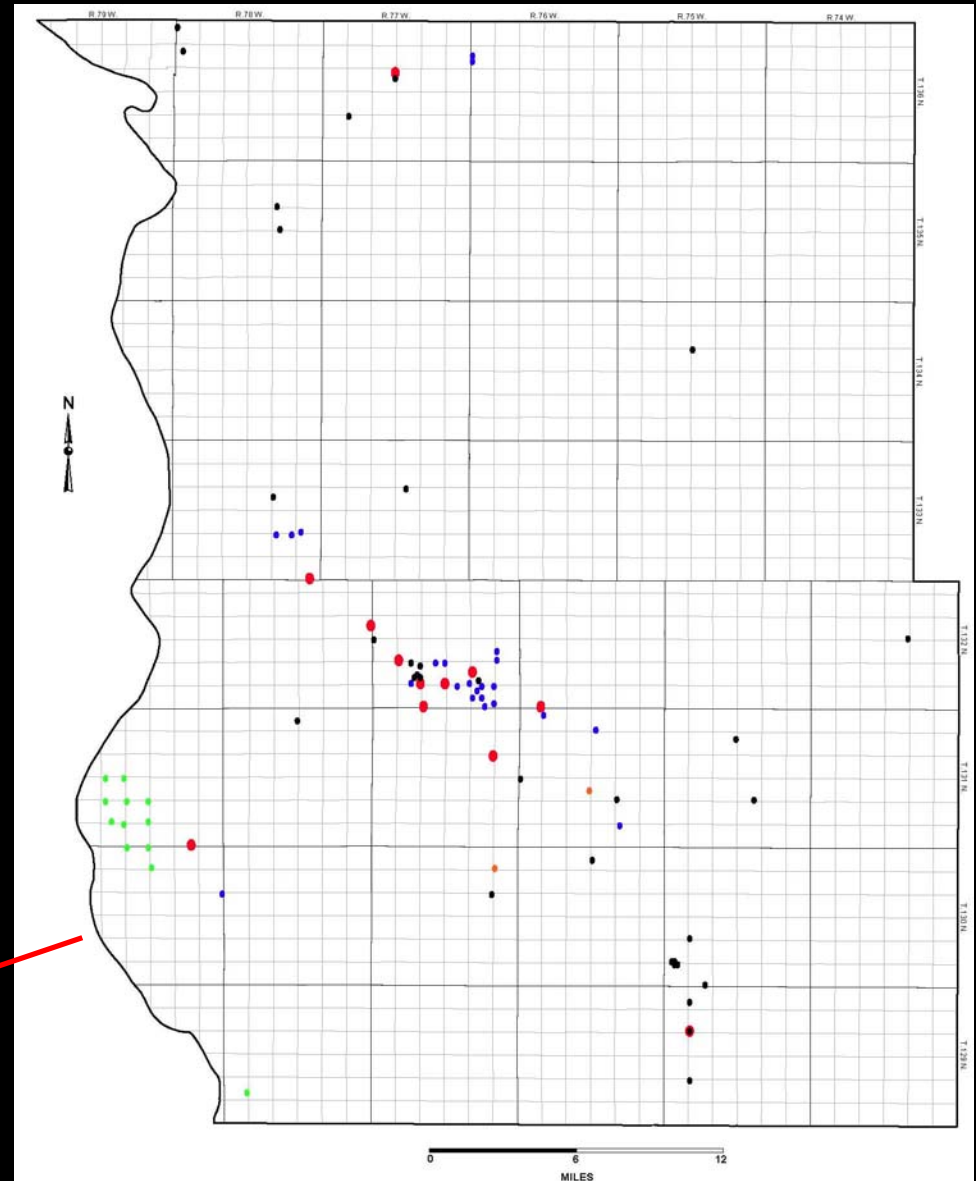 R.79 W. R.78 W. R.77 W. R.76 W. R.75 W. R.74 W.
T.136 N
T.135 N
T.134 N
N
T.133 N
T.132 N
T.131 N
T.130 N
T.129 N
0 6 12
MILES